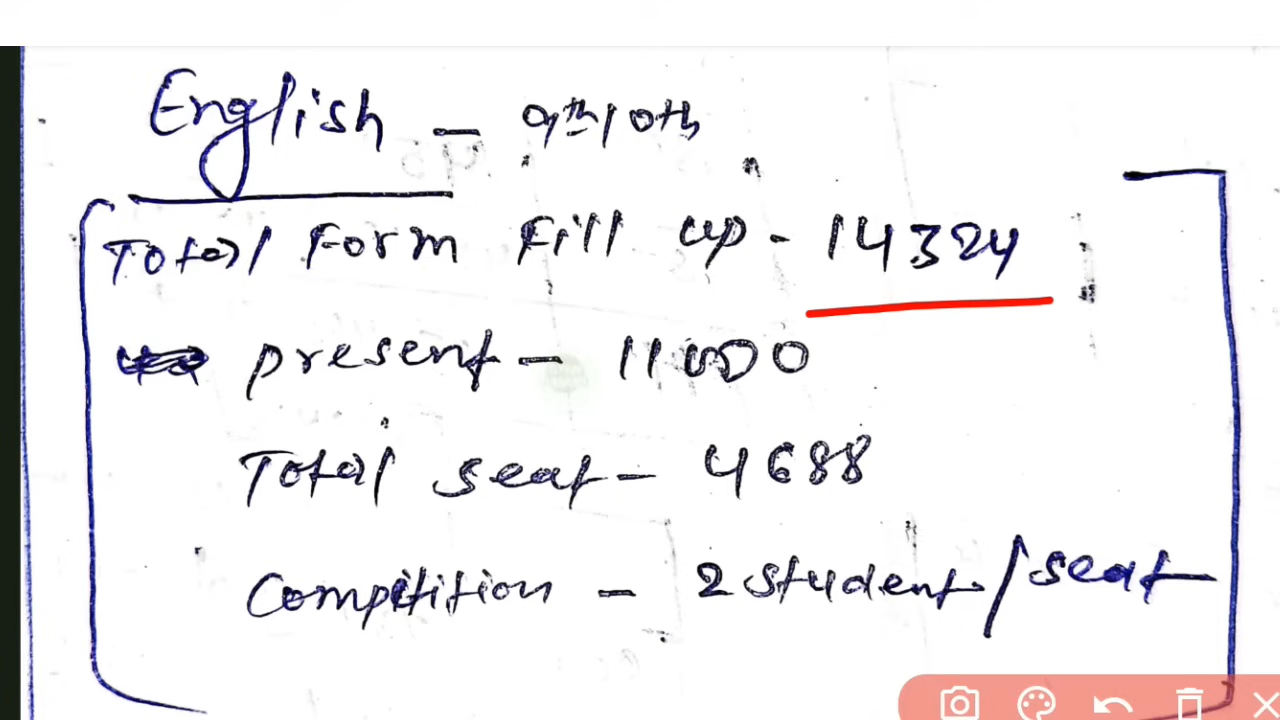 English - 9th/10th
Total Form Fill up - 14324
present - 11000
Total seat - 4688
Compitition - 2 student/seat